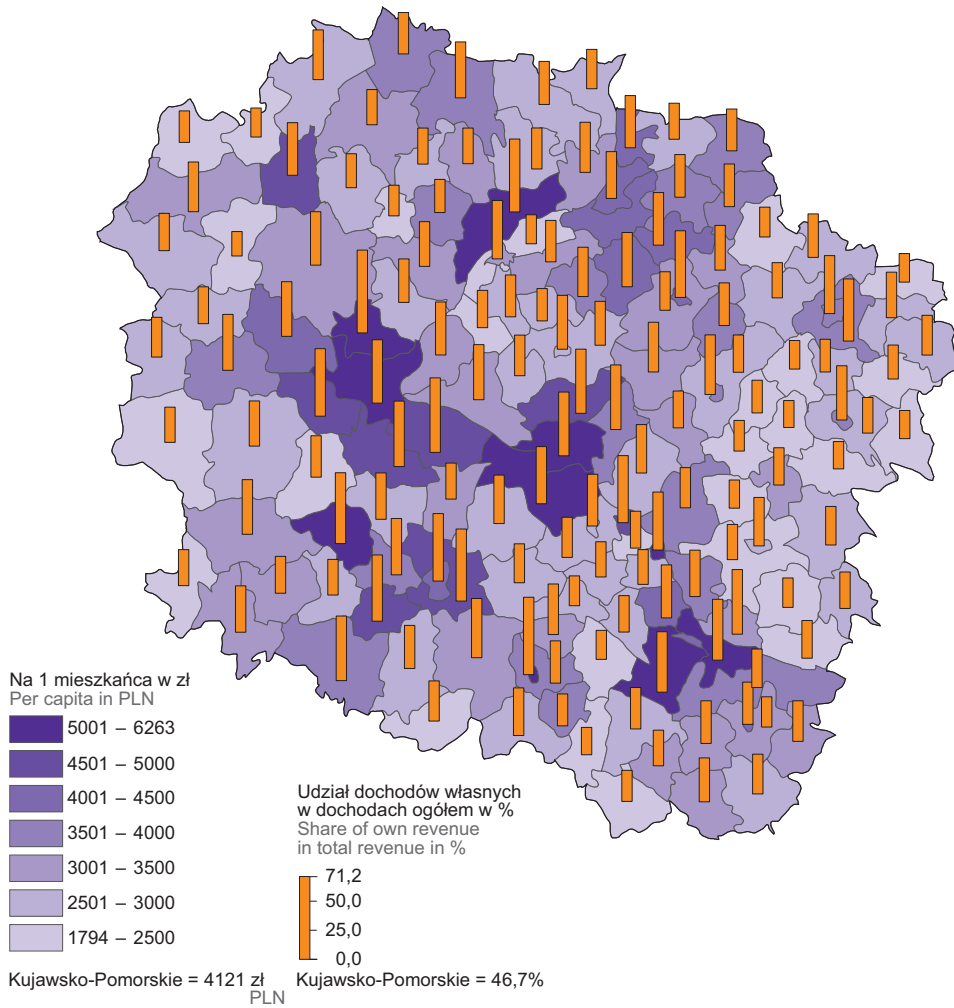 Na 1 mieszkańca w zł
Per capita in PLN
5001 – 6263
4501 – 5000
4001 – 4500
3501 – 4000
3001 – 3500
2501 – 3000
1794 – 2500
Kujawsko-Pomorskie = 4121 zł
PLN
Udział dochodów własnych
w dochodach ogółem w %
Share of own revenue
in total revenue in %
71,2
50,0
25,0
0,0
Kujawsko-Pomorskie = 46,7%